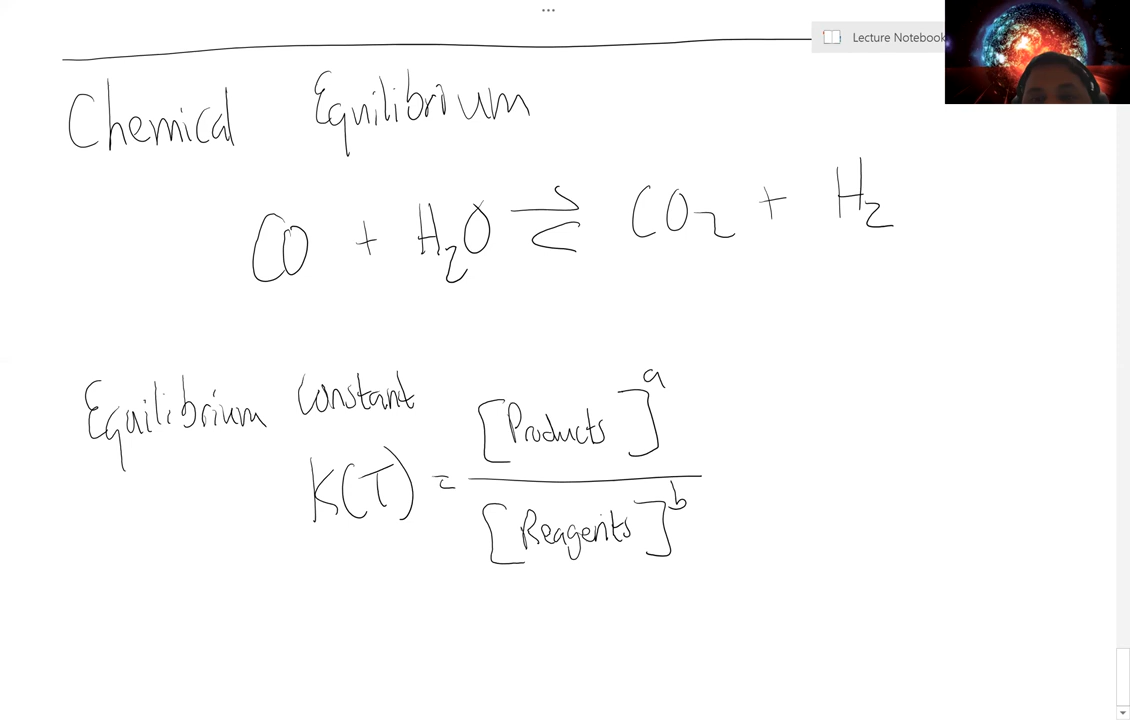 ...
Lecture Notebook
Chemical Equilibrium
CO + H₂O ⇌ CO₂ + H₂
Equilibrium Constant
K(T) = [Products]ᵃ
[Reagents]ᵇ